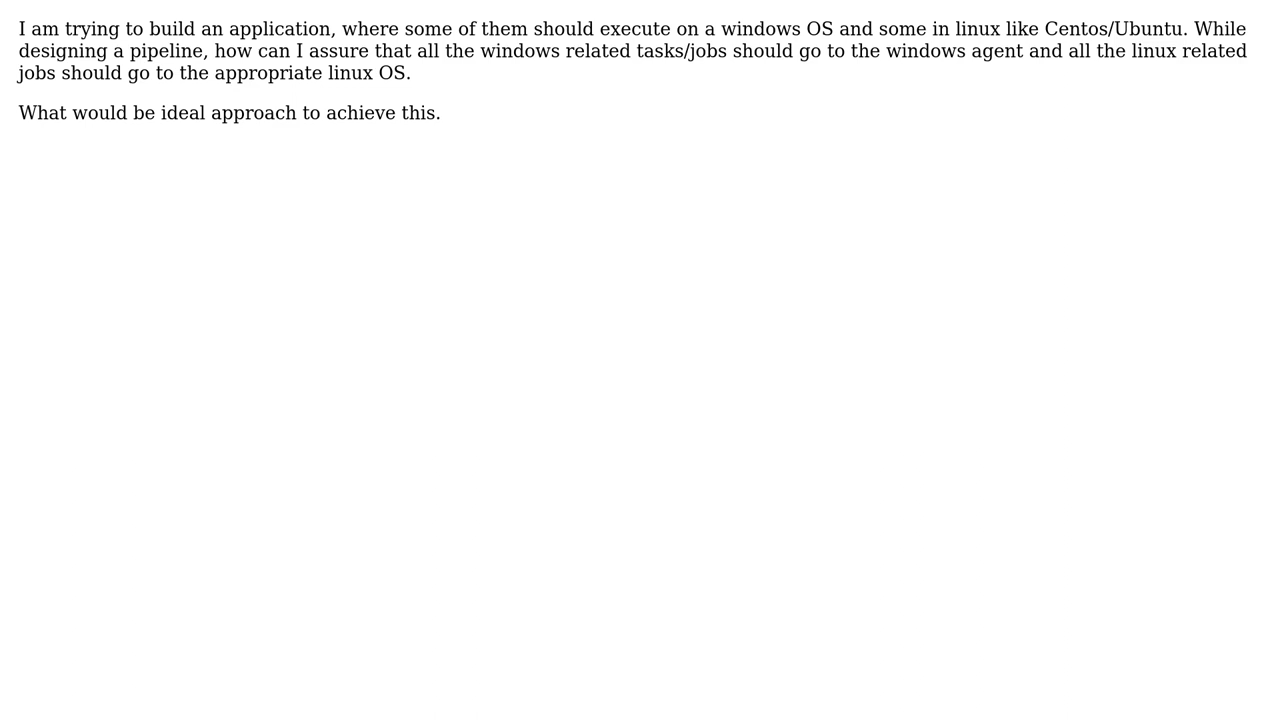 I am trying to build an application, where some of them should execute on a windows OS and some in linux like Centos/Ubuntu. While
designing a pipeline, how can I assure that all the windows related tasks/jobs should go to the windows agent and all the linux related
jobs should go to the appropriate linux OS.
What would be ideal approach to achieve this.